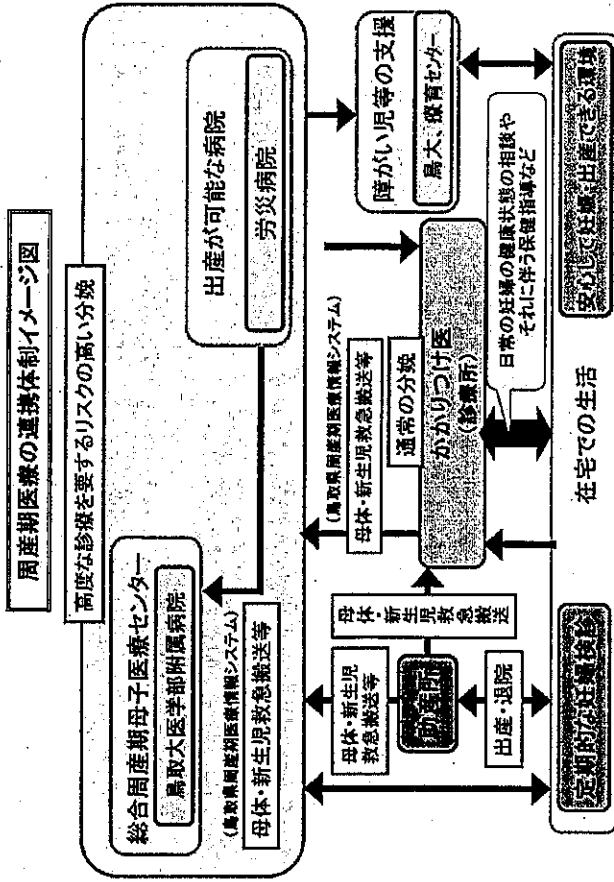 周産期医療の連携体制イメージ図
高度な診療を要するリスクの高い分娩
総合周産期母子医療センター
鳥取大医学部附属病院
(鳥取県周産期医療情報システム)
母体・新生児救急搬送等
出産が可能な病院
労災病院
母体・新生児
救急搬送等
助産所
出産・退院
母体・新生
児救急搬
送
(鳥取県周産期医療情報システム)
母体・新生児救急搬送等
通常の分娩
かかりつけ医
(診療所)
障がい児等の支援
鳥大、療育センター、
日常の妊婦の健康状態の相談や
それに伴う保健指導など
定期的な妊婦検診
在宅での生活
安心して妊娠・出産できる環境